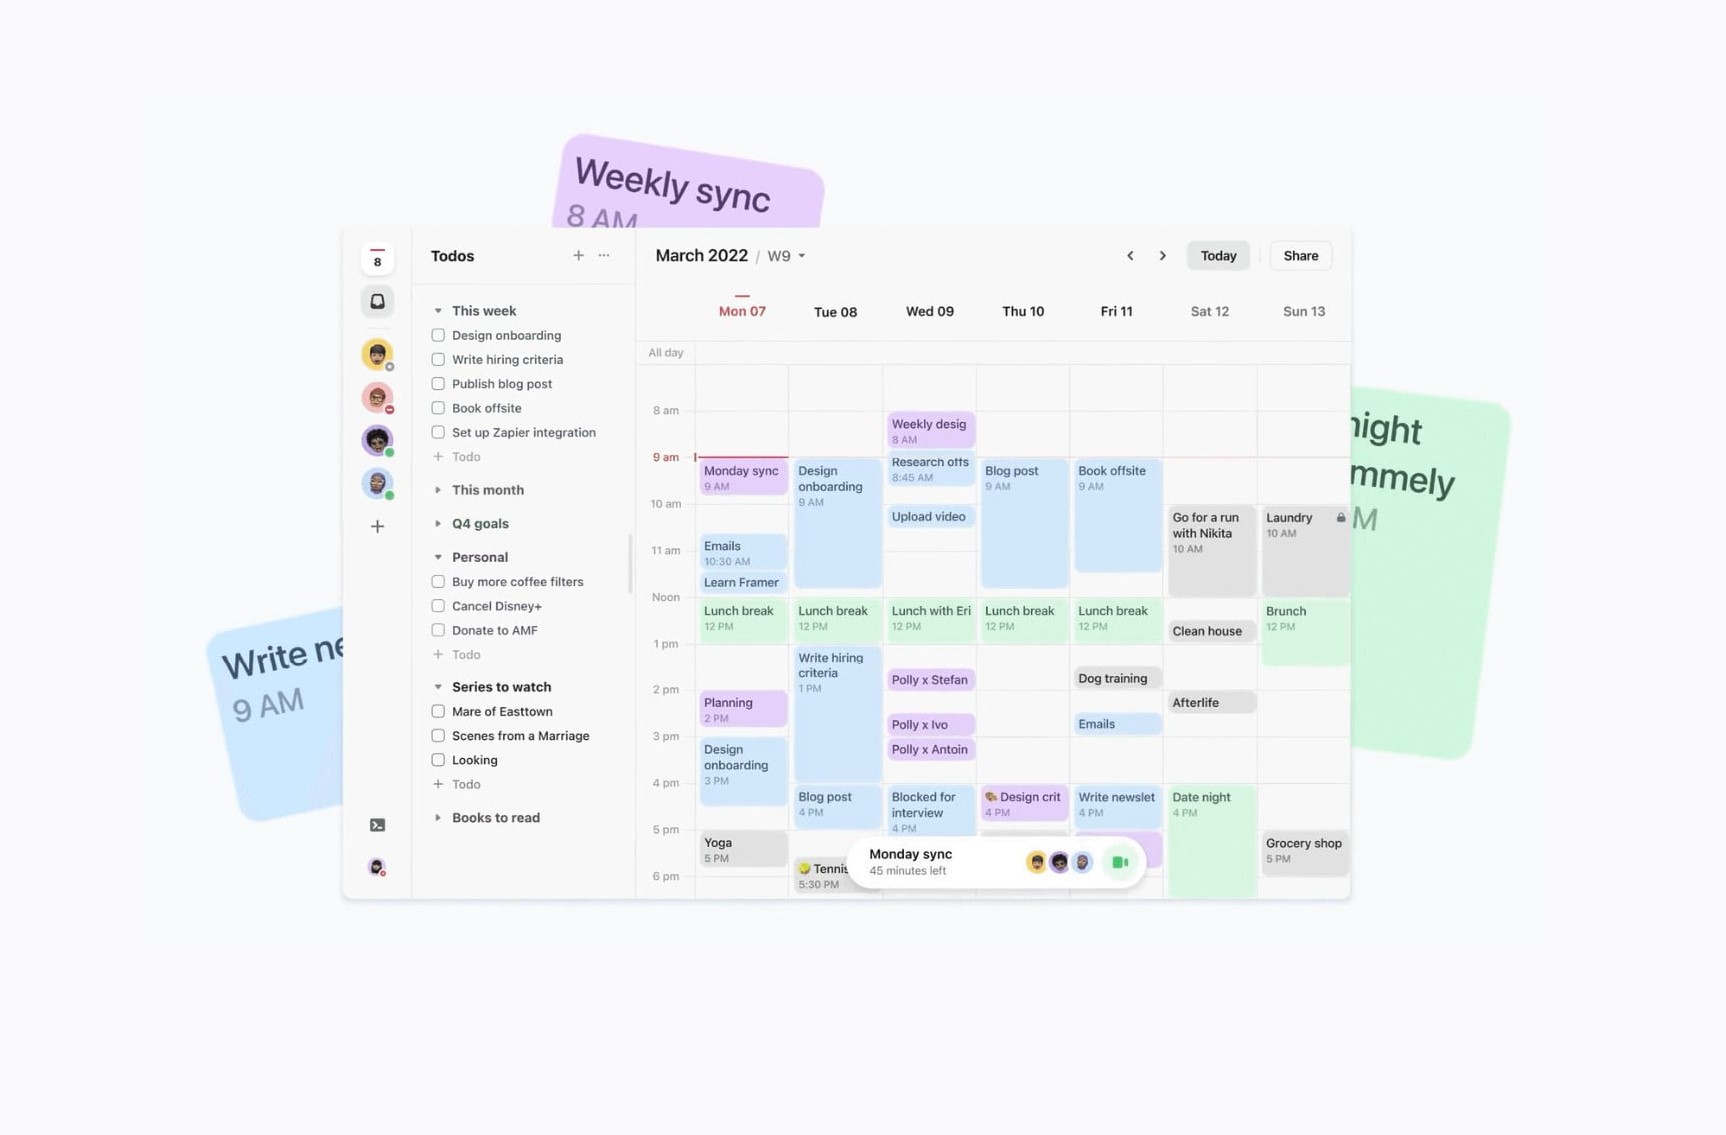 Weekly sync
8 AM
8
Todos
This week
Design onboarding
Write hiring criteria
Publish blog post
Book offsite
Set up Zapier integration
+ Todo
This month
Q4 goals
Personal
Buy more coffee filters
Cancel Disney+
Donate to AMF
+ Todo
Series to watch
Mare of Easttown
Scenes from a Marriage
Looking
+ Todo
Books to read
March 2022 / W9
Today
Share
Mon 07
Tue 08
Wed 09
Thu 10
Fri 11
Sat 12
Sun 13
All day
8 am
9 am
10 am
11 am
Noon
1 pm
2 pm
3 pm
4 pm
5 pm
6 pm
Monday sync
9 AM
Emails
10:30 AM
Learn Framer
Lunch break
12 PM
Planning
2 PM
Design
onboarding
3 PM
Yoga
5 PM
Design
onboarding
9 AM
Lunch break
12 PM
Write hiring
criteria
1 PM
Blog post
4 PM
Tennis
5:30 PM
Weekly desig
8 AM
Research offs
8:45 AM
Upload video
Lunch with Eri
12 PM
Polly x Stefan
Polly x Ivo
Polly x Antoin
Blocked for
interview
4 PM
Blog post
9 AM
Lunch break
12 PM
Design crit
4 PM
Book offsite
9 AM
Lunch break
12 PM
Dog training
Emails
Write newslet
4 PM
Go for a run
with Nikita
10 AM
Clean house
Afterlife
Date night
4 PM
Laundry
10 AM
Brunch
12 PM
Grocery shop
5 PM
Monday sync
45 minutes left
Write ne
9 AM
night
mmely
M